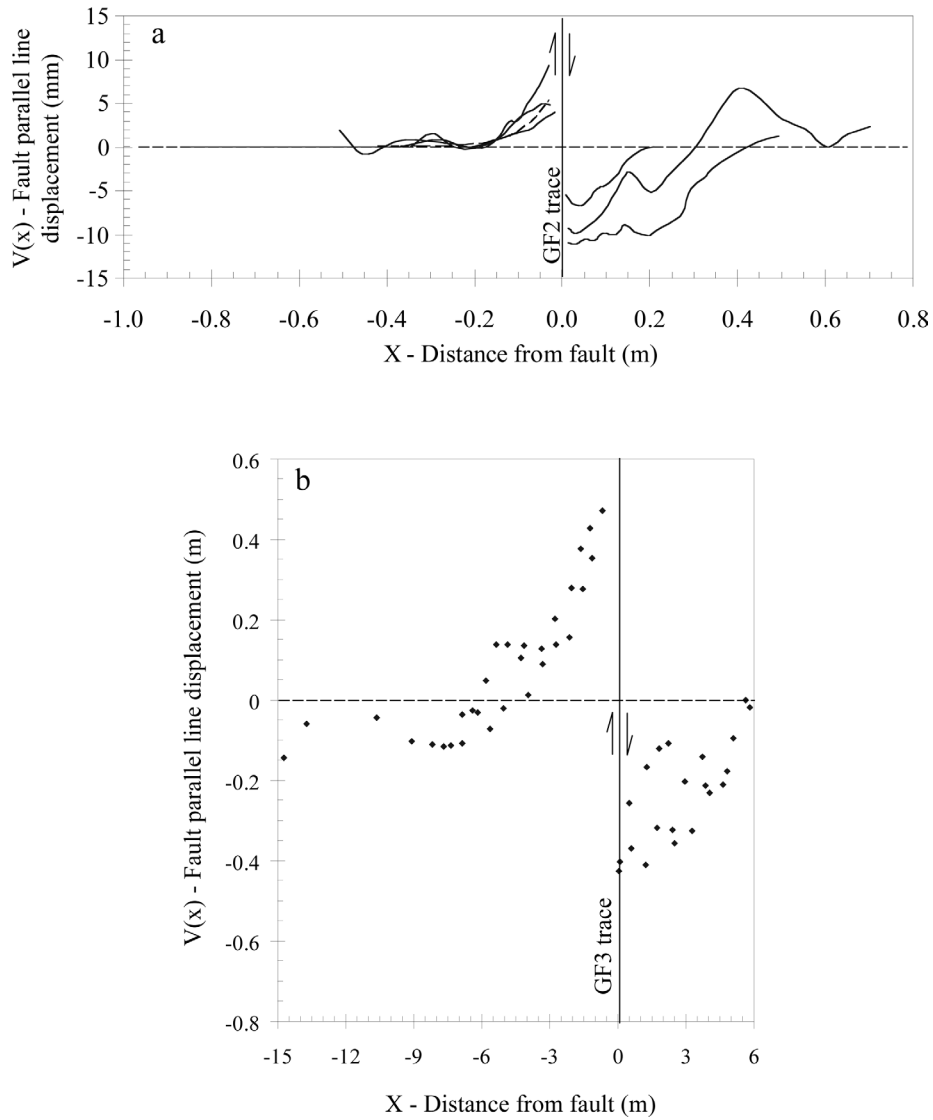 a
15
10
5
0
-5
-10
-15
V(x) - Fault parallel line
displacement (mm)
GF2 trace
-1.0 -0.8 -0.6 -0.4 -0.2 0.0 0.2 0.4 0.6 0.8
X - Distance from fault (m)
b
0.6
0.4
0.2
0
-0.2
-0.4
-0.6
-0.8
V(x) - Fault parallel line displacement (m)
GF3 trace
-15 -12 -9 -6 -3 0 3 6
X - Distance from fault (m)